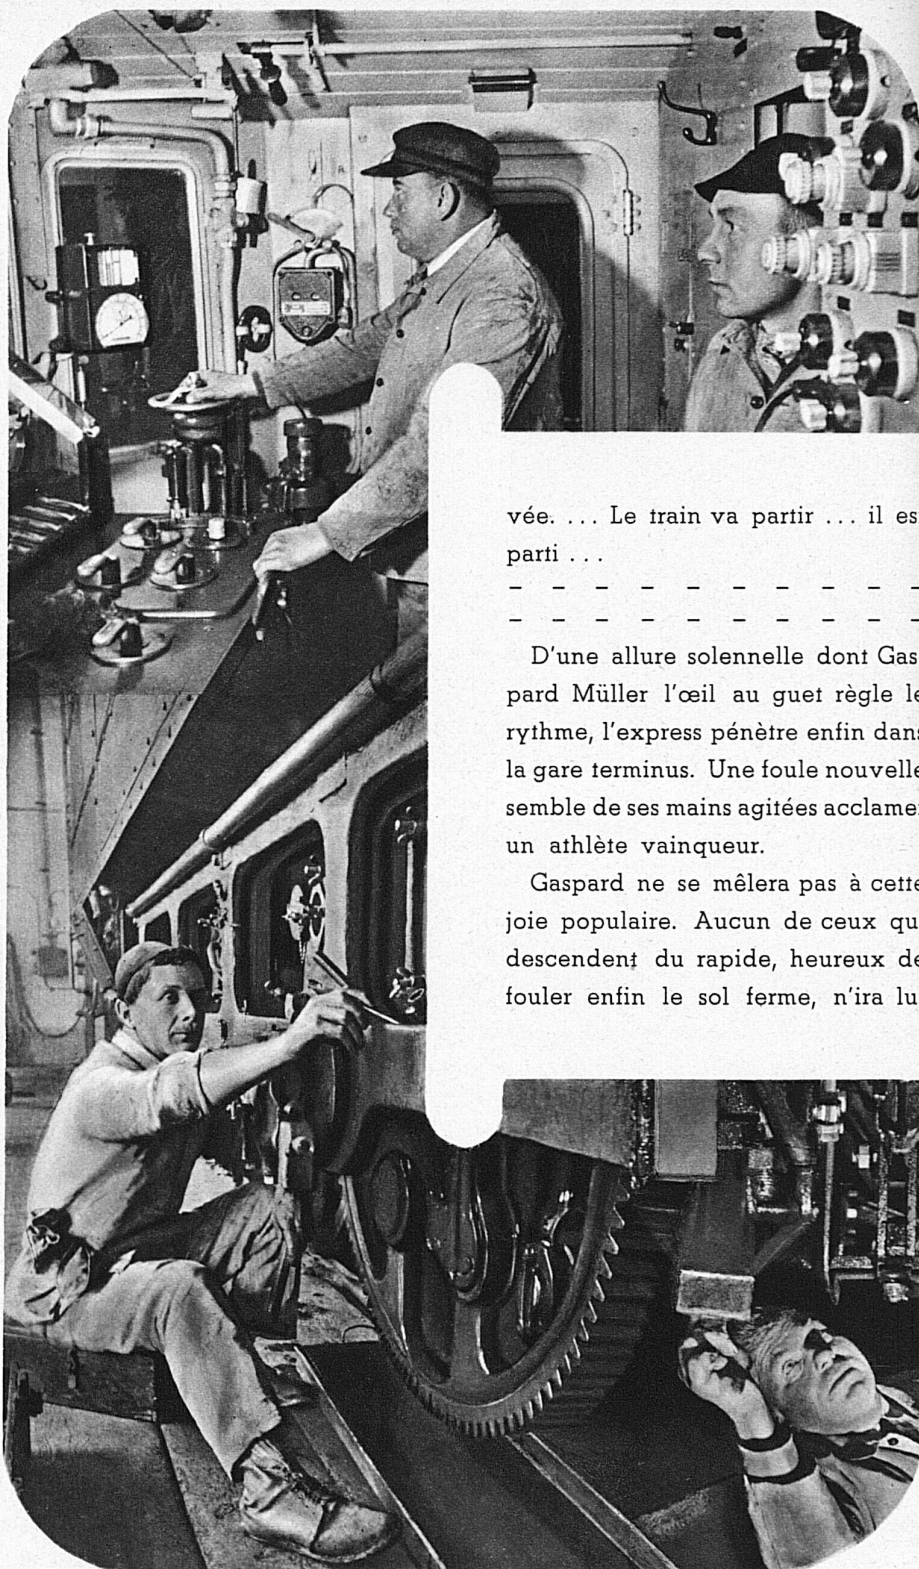 vée. ... Le train va partir ... il es
parti ...
– – – – – – – – – –
– – – – – – – – – –
D'une allure solennelle dont Gas-
pard Müller l'œil au guet règle le
rythme, l'express pénètre enfin dans
la gare terminus. Une foule nouvelle
semble de ses mains agitées acclamer
un athlète vainqueur.
Gaspard ne se mêlera pas à cette
joie populaire. Aucun de ceux qu
descendent du rapide, heureux de
fouler enfin le sol ferme, n'ira lu